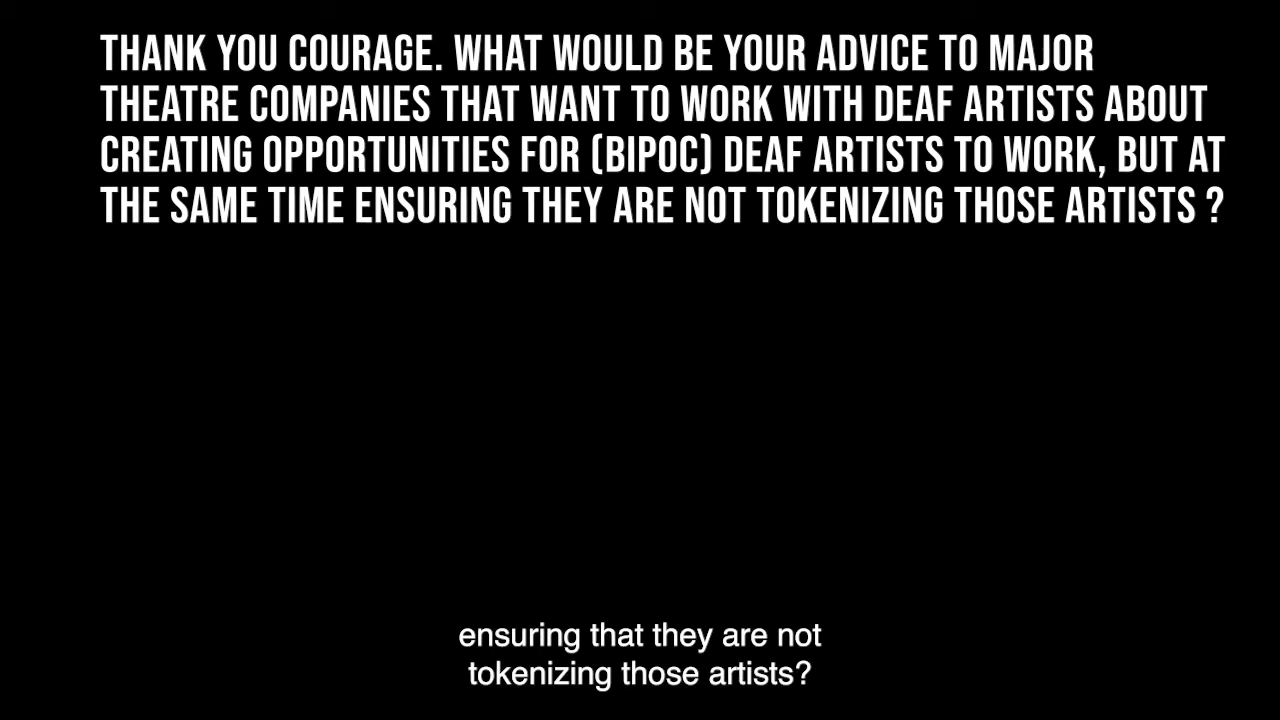 THANK YOU COURAGE. WHAT WOULD BE YOUR ADVICE TO MAJOR
THEATRE COMPANIES THAT WANT TO WORK WITH DEAF ARTISTS ABOUT
CREATING OPPORTUNITIES FOR (BIPOC) DEAF ARTISTS TO WORK, BUT AT
THE SAME TIME ENSURING THEY ARE NOT TOKENIZING THOSE ARTISTS ?
ensuring that they are not
tokenizing those artists?